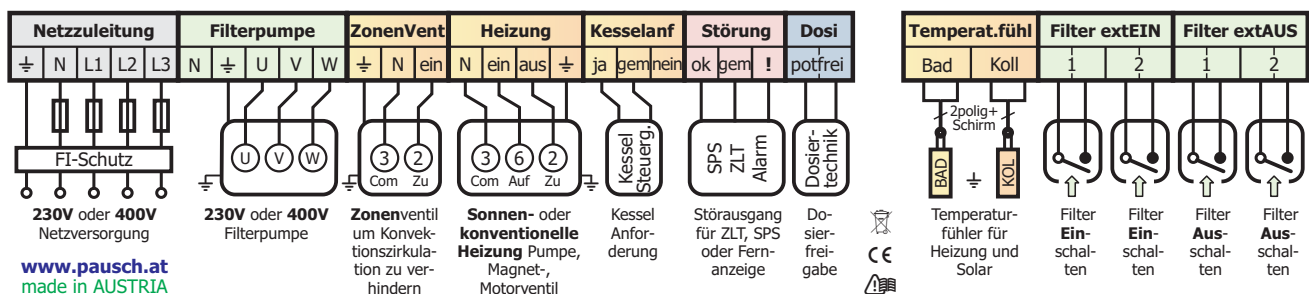 Netzzuleitung Filterpumpe ZonenVent Heizung Kesselanf Störung Dosi
N L1 L2 L3 N U V W N ein N ein aus ja gem nein ok gem ! potfrei
FI-Schutz
U V W
3 2
Com Zu
3 6 2
Com Auf Zu
Kessel
Steuerg.
SPS
ZLT
Alarm
Dosier-
technik
230V oder 400V
Netzversorgung
www.pausch.at
made in AUSTRIA
230V oder 400V
Filterpumpe
Zonenventil
um Konvek-
tionszirkula-
tion zu ver-
hindern
Sonnen- oder
konventionelle
Heizung Pumpe,
Magnet-,
Motorventil
Kessel
Anfor-
derung
Störausgang
für ZLT, SPS
oder Fern-
anzeige
Do-
sier-
frei-
gabe
CE
Temperat.fühl Filter extEIN Filter extAUS
Bad Koll 1 2 1 2
2polig+
Schirm
BAD
KOL
Temperatur-
fühler für
Heizung und
Solar
Filter
Ein-
schal-
ten
Filter
Ein-
schal-
ten
Filter
Aus-
schal-
ten
Filter
Aus-
schal-
ten